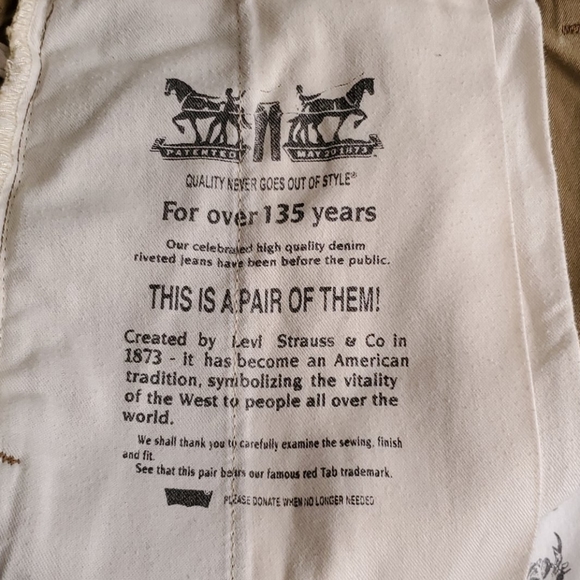 PATENTED MAY 20 1873
QUALITY NEVER GOES OUT OF STYLE®
For over 135 years
Our celebrated high quality denim
riveted jeans have been before the public.
THIS IS A PAIR OF THEM!
Created by Levi Strauss & Co in
1873 - it has become an American
tradition, symbolizing the vitality
of the West to people all over the
world.
We shall thank you to carefully examine the sewing, finish
and fit.
See that this pair bears our famous red Tab trademark.
PLEASE DONATE WHEN NO LONGER NEEDED